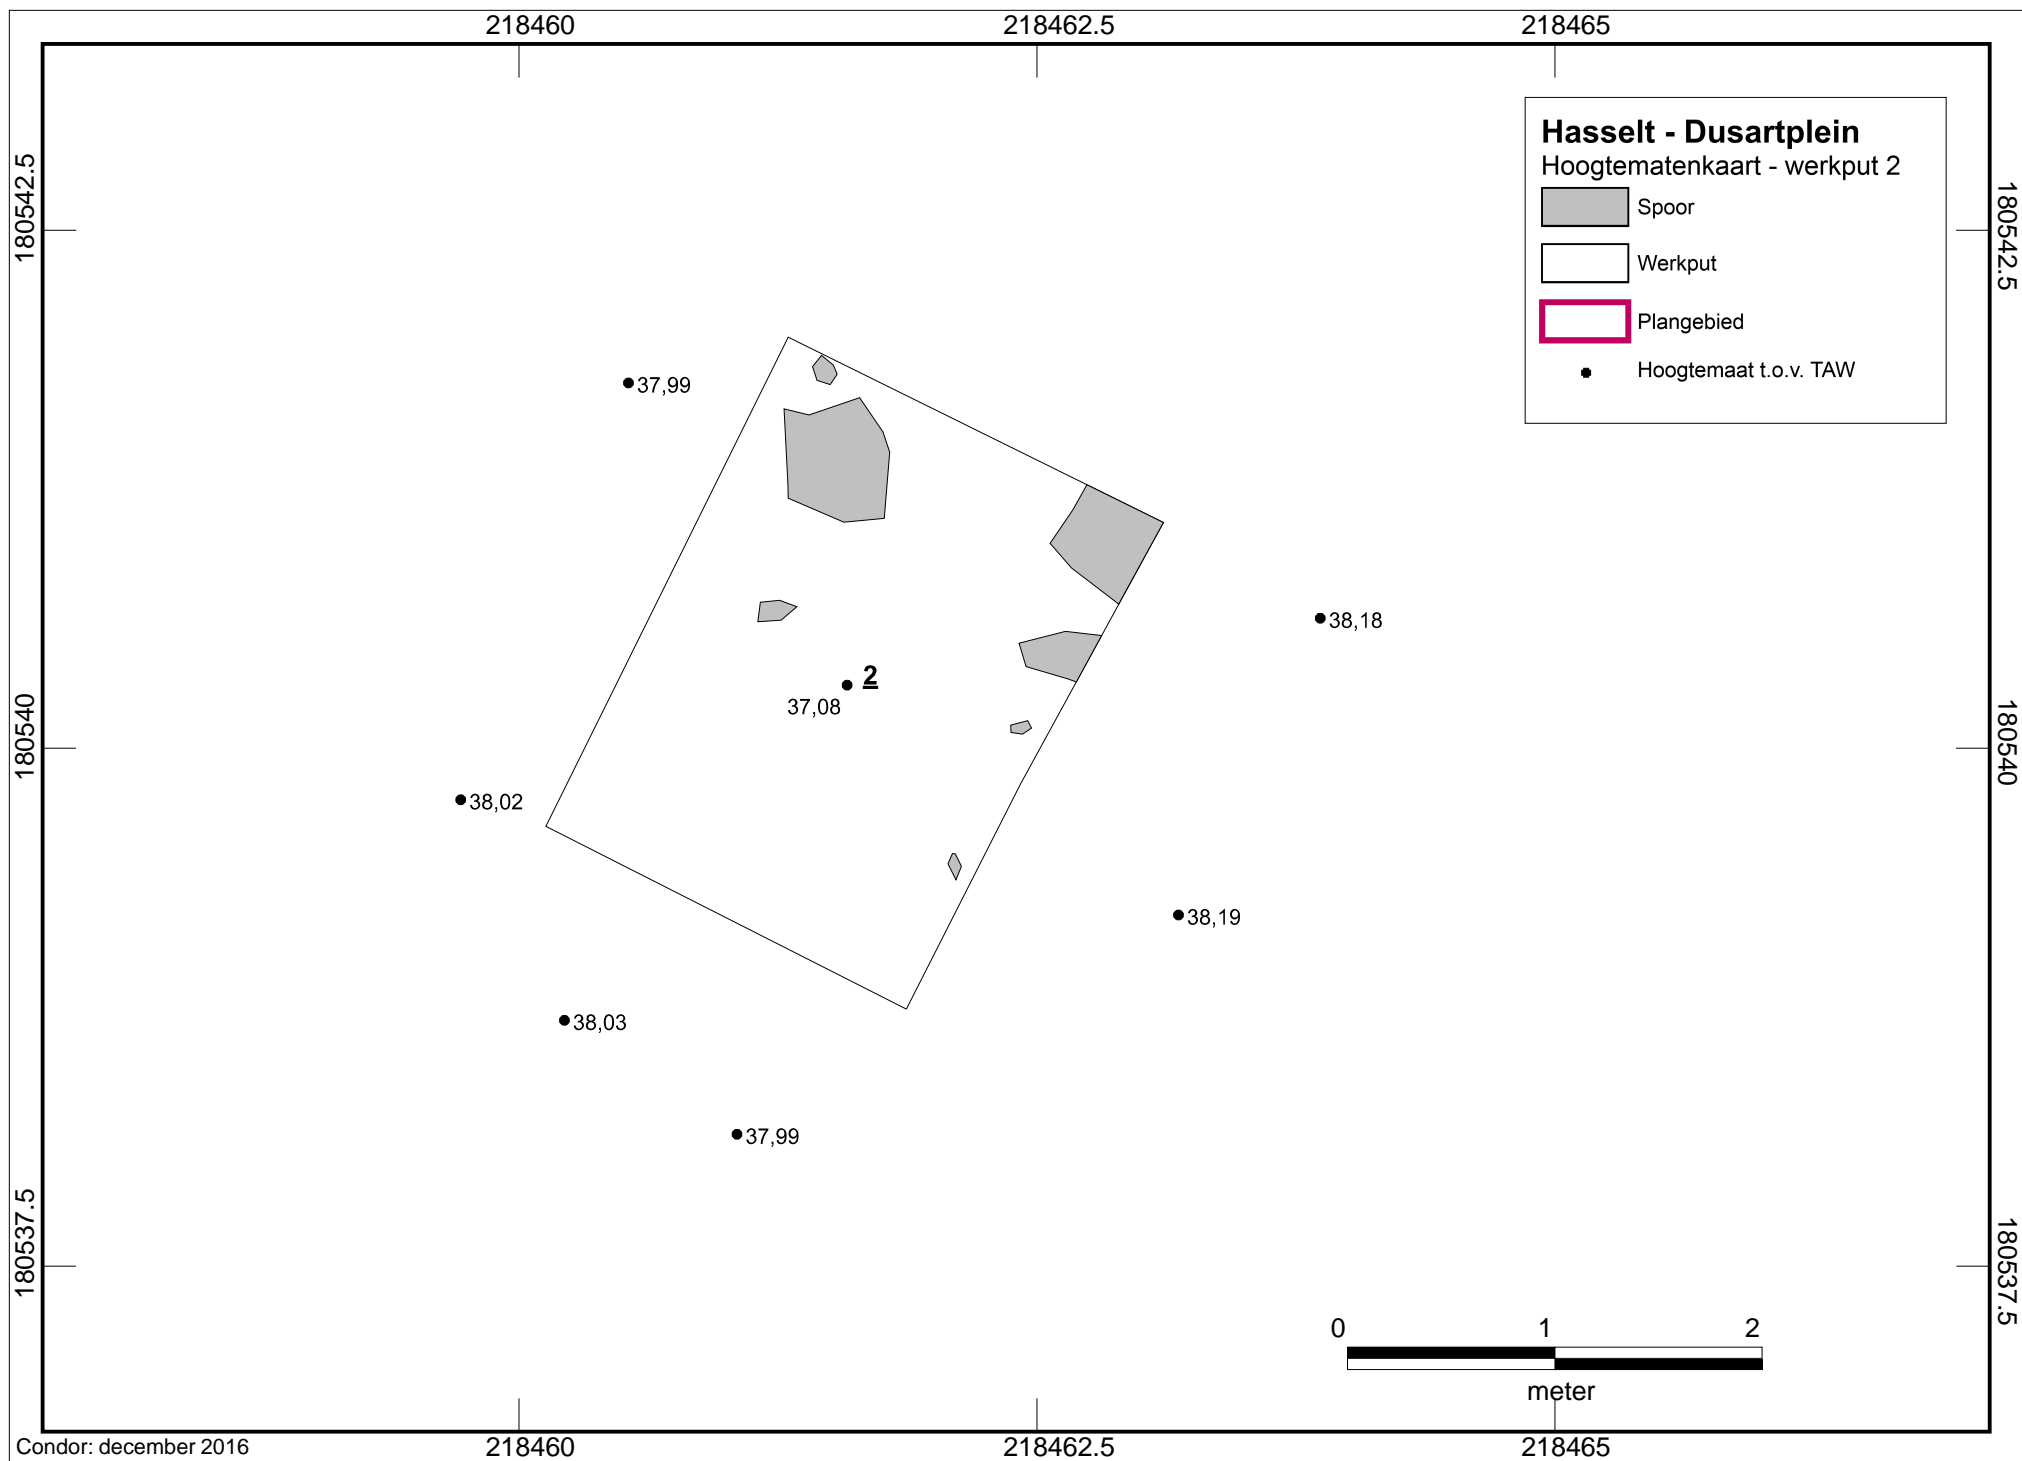 218460
218462.5
218465
180542.5
180542.5
Hasselt - Dusartplein
Hoogtematenkaart - werkput 2
Spoor
Werkput
Plangebied
Hoogtemaat t.o.v. TAW
37,99
38,18
2
37,08
180540
180540
38,02
38,19
38,03
37,99
180537.5
180537.5
0 1 2
meter
Condor: december 2016
218460
218462.5
218465